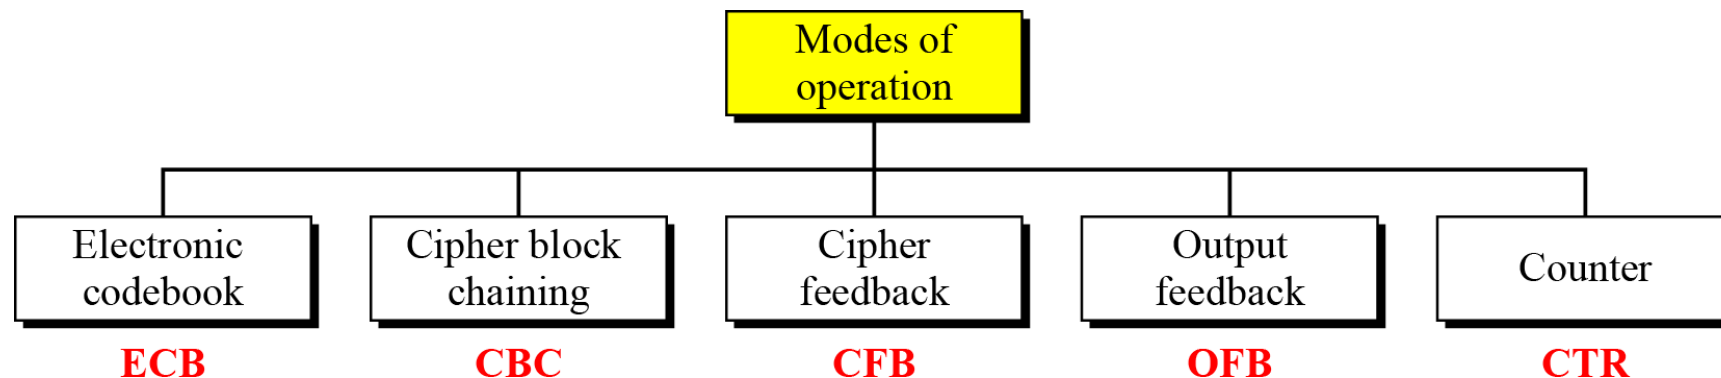 Modes of
operation
Electronic
codebook
Cipher block
chaining
Cipher
feedback
Output
feedback
Counter
ECB
CBC
CFB
OFB
CTR